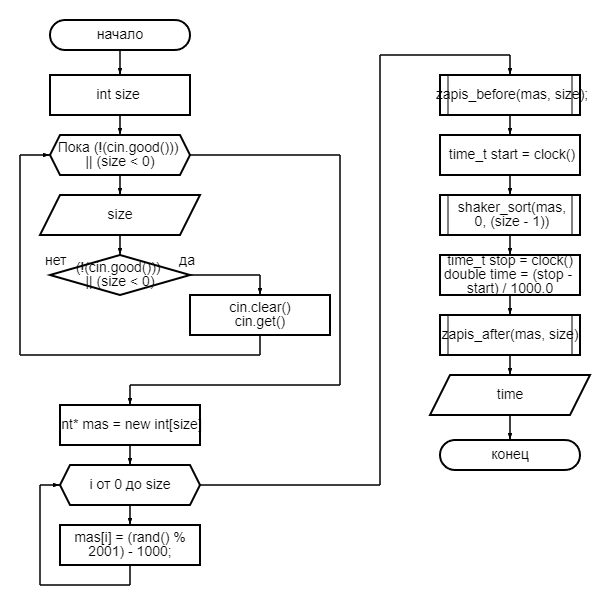 начало
int size
Пока (!(cin.good()))
|| (size < 0)
size
нет
(!(cin.good()))
|| (size < 0)
да
cin.clear()
cin.get()
nt* mas = new int[size]
i от 0 до size
mas[i] = (rand() %
2001) - 1000;
zapis_before(mas, size);
time_t start = clock()
shaker_sort(mas,
0, (size - 1))
time_t stop = clock()
double time = (stop -
start) / 1000.0
zapis_after(mas, size)
time
конец